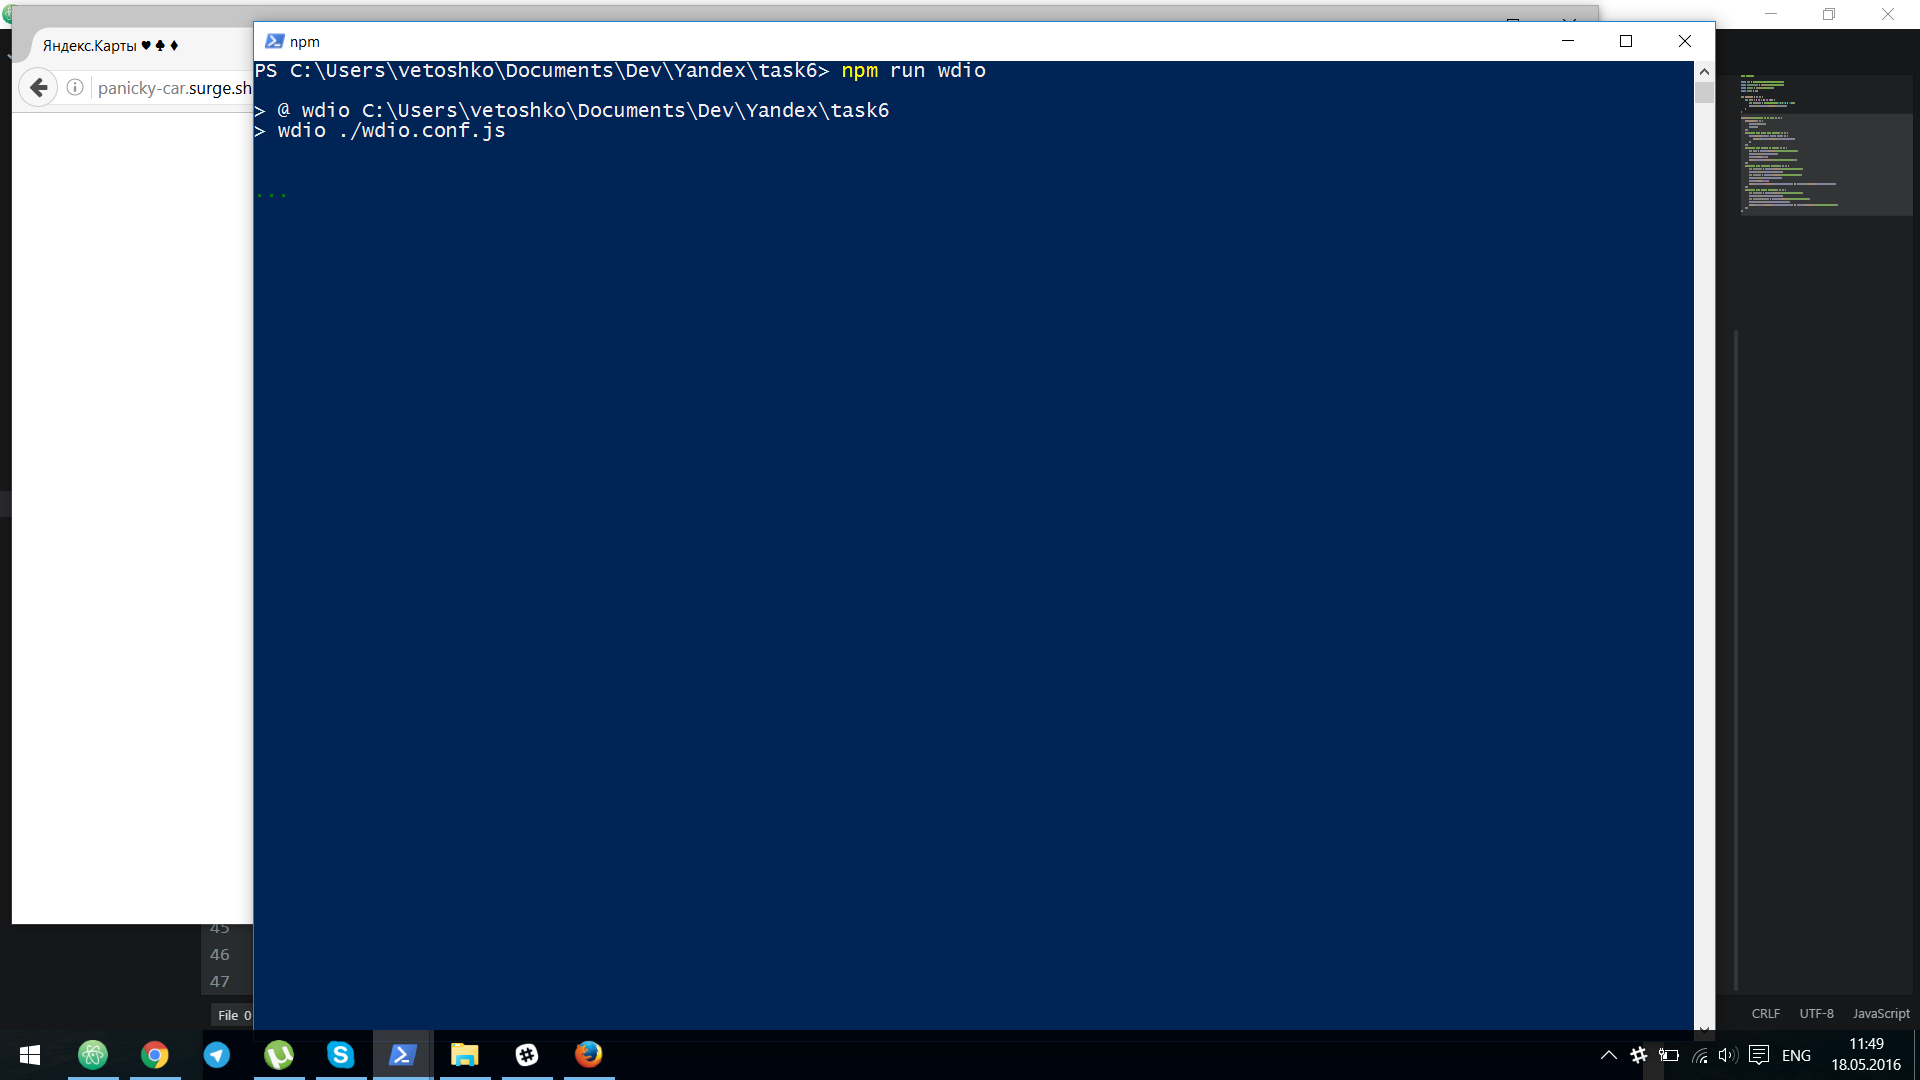 Яндекс.Карты ♥ ♣ ♦
panicky-car.surge.sh
npm
PS C:\Users\vetoshko\Documents\Dev\Yandex\task6> npm run wdio
> @ wdio C:\Users\vetoshko\Documents\Dev\Yandex\task6
> wdio ./wdio.conf.js
...
45
46
47
File 0
CRLF UTF-8 JavaScript
ENG
11:49
18.05.2016